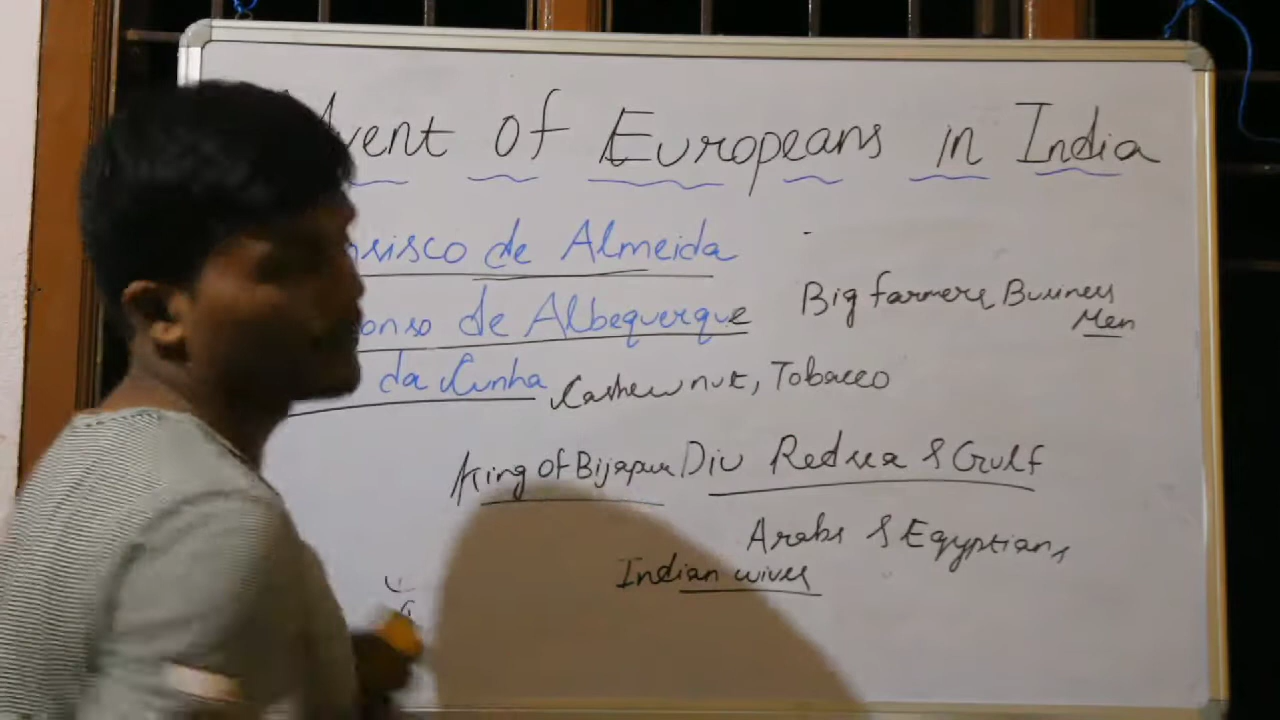 vent of Europeans in India
nsisco de Almeida
onso de Albequerque
Big farmers, Business
Men
da Cunha Cashew nut, Tobacco
King of Bijapur Diu Redsea & Gulf
Arabs & Egyptians
Indian wives